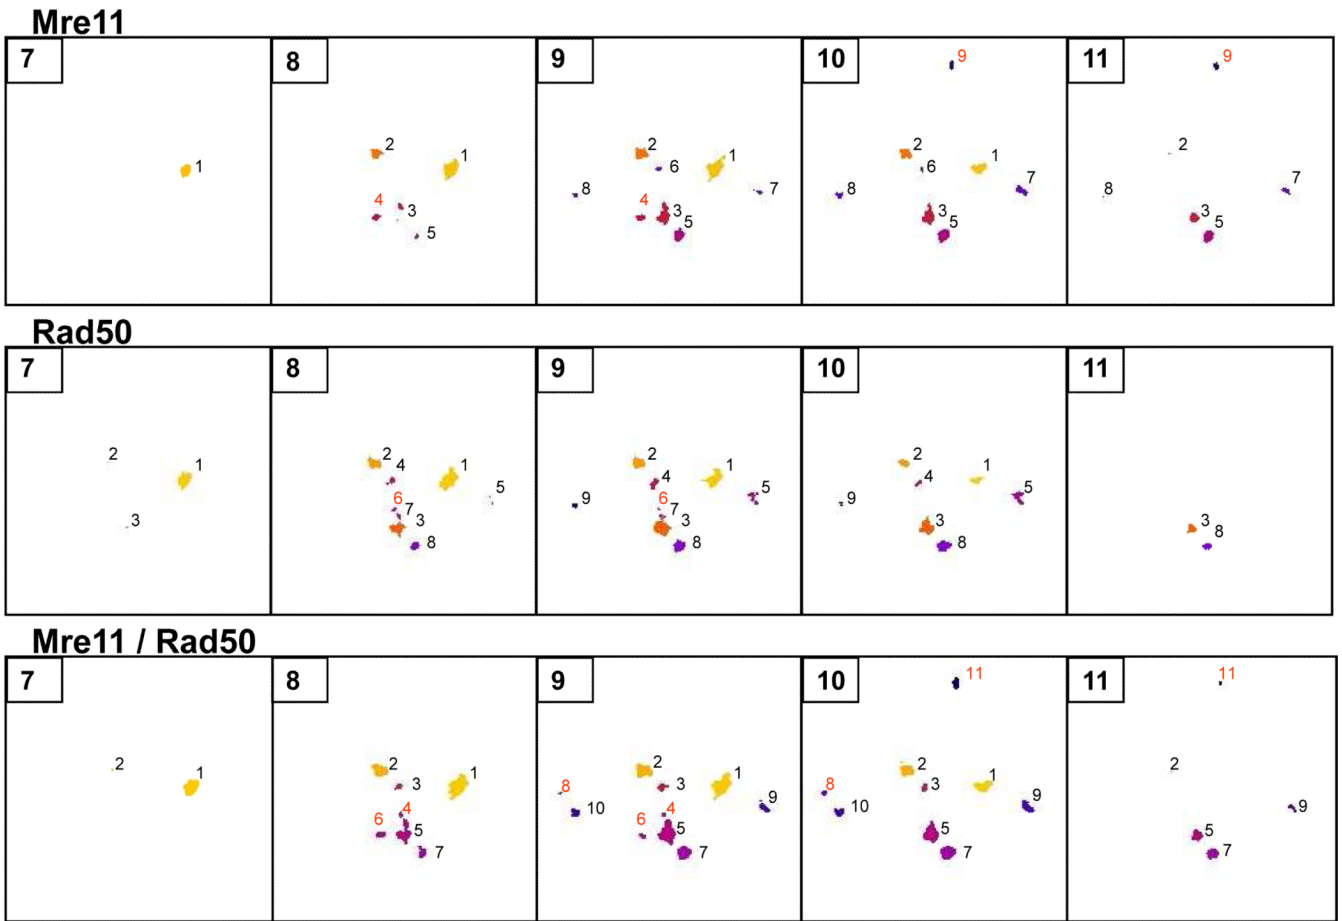 Mre11
7 8 9 10 11
9 9
2 1 2 6 1 2 6 1 2
1
4 3 5 8 4 3 5 7 8 3 5 7 8 3 5 7
Rad50
7 8 9 10 11
2 1 2 4 1 2 4 1 2 4 1
3 6 7 3 5 8 9 6 7 3 5 8 9 3 5 8 3 8
Mre11 / Rad50
7 8 9 10 11
11 11
2 1 2 3 1 2 3 1 2 3 1 2
4 6 5 7 8 10 4 6 5 9 7 8 10 5 9 7 5 9 7